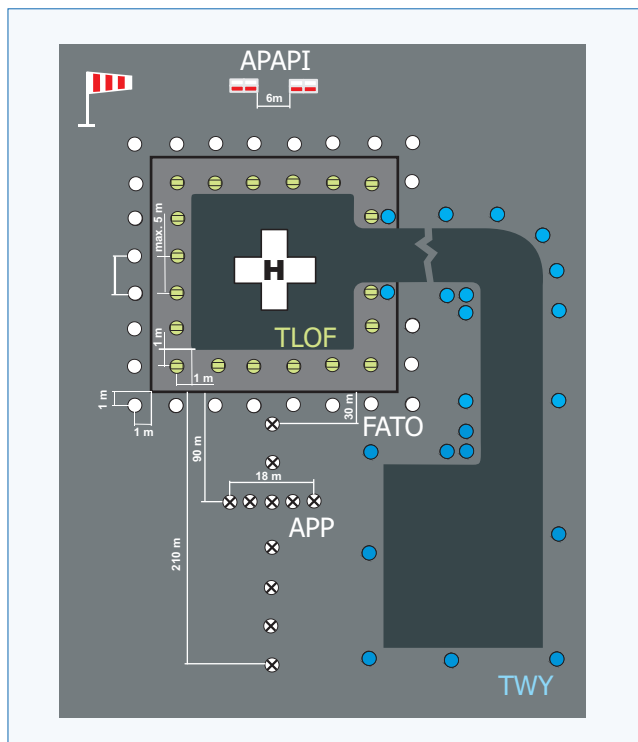 APAPI
6m
max. 5 m
H
TLOF
1 m
1 m
1 m
1 m
30 m
FATO
90 m
18 m
APP
210 m
TWY